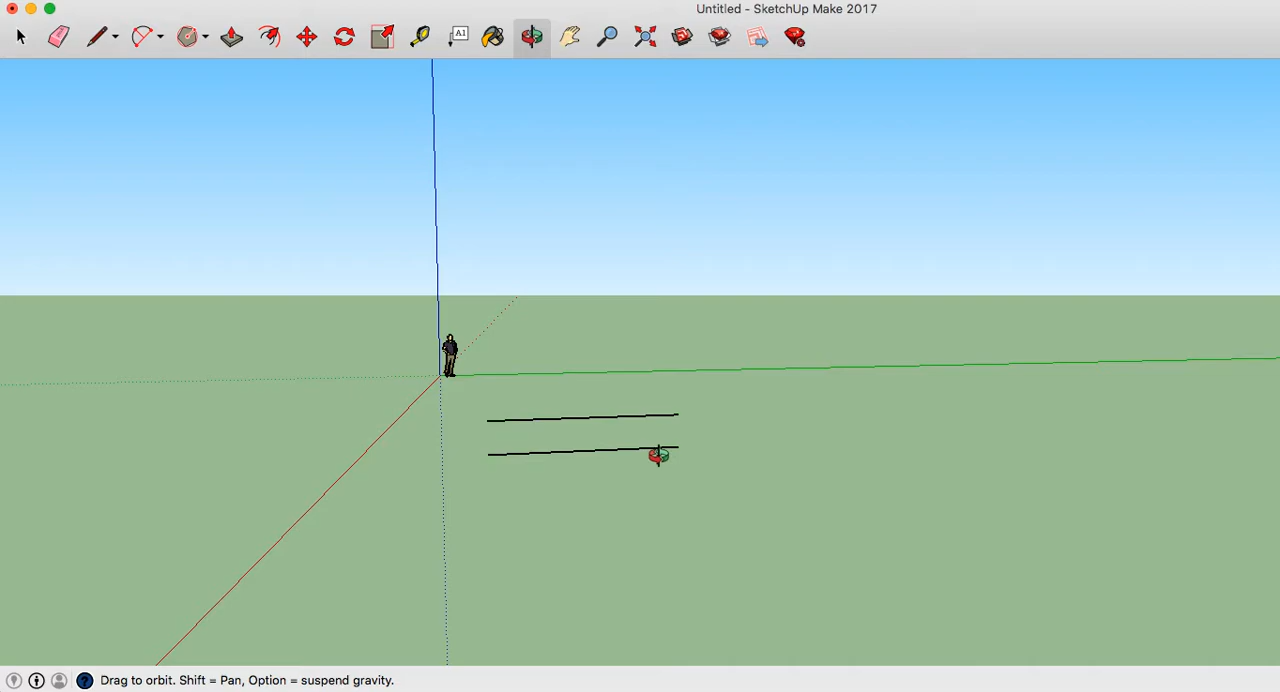 Untitled - SketchUp Make 2017
A1
Drag to orbit. Shift = Pan, Option = suspend gravity.